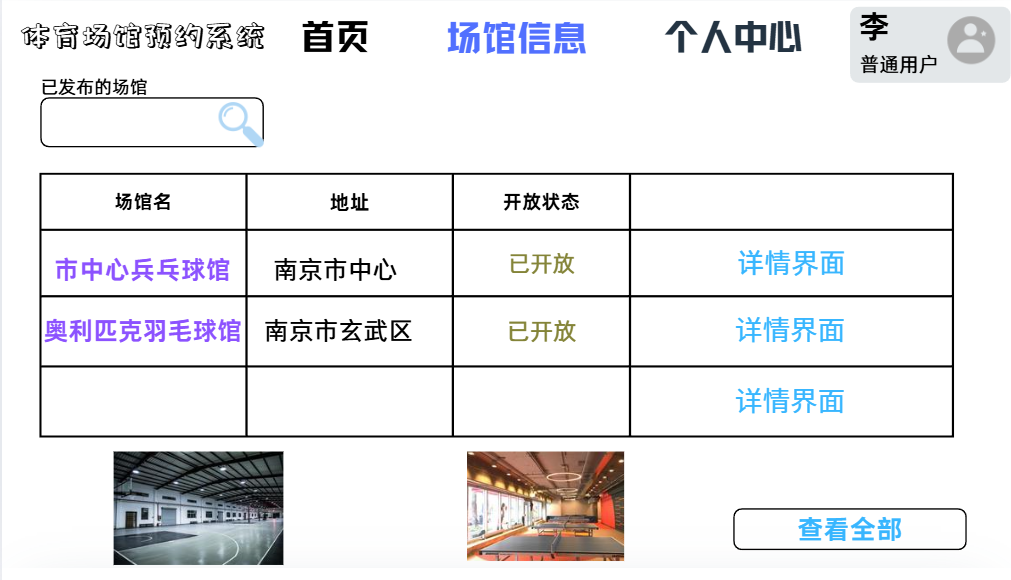 体育场馆预约系统 首页 场馆信息 个人中心 李
普通用户
已发布的场馆
场馆名 地址 开放状态
市中心兵乓球馆 南京市中心 已开放 详情界面
奥利匹克羽毛球馆 南京市玄武区 已开放 详情界面
详情界面
查看全部